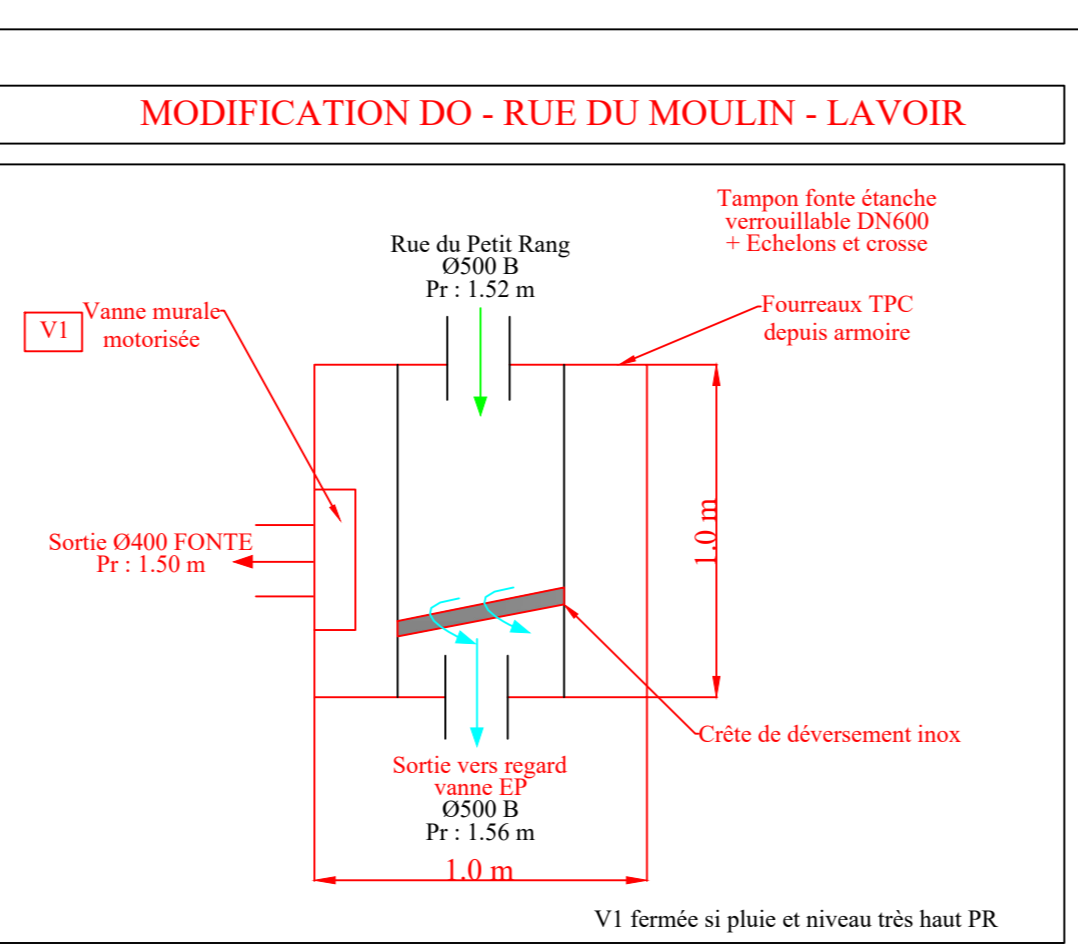 MODIFICATION DO - RUE DU MOULIN - LAVOIR
Tampon fonte étanche
verrouillable DN600
+ Echelons et crosse
Rue du Petit Rang
Ø500 B
Pr : 1.52 m
Fourreaux TPC
depuis armoire
V1
Vanne murale
motorisée
1.0 m
Sortie Ø400 FONTE
Pr : 1.50 m
Crête de déversement inox
Sortie vers regard
vanne EP
Ø500 B
Pr : 1.56 m
1.0 m
V1 fermée si pluie et niveau très haut PR